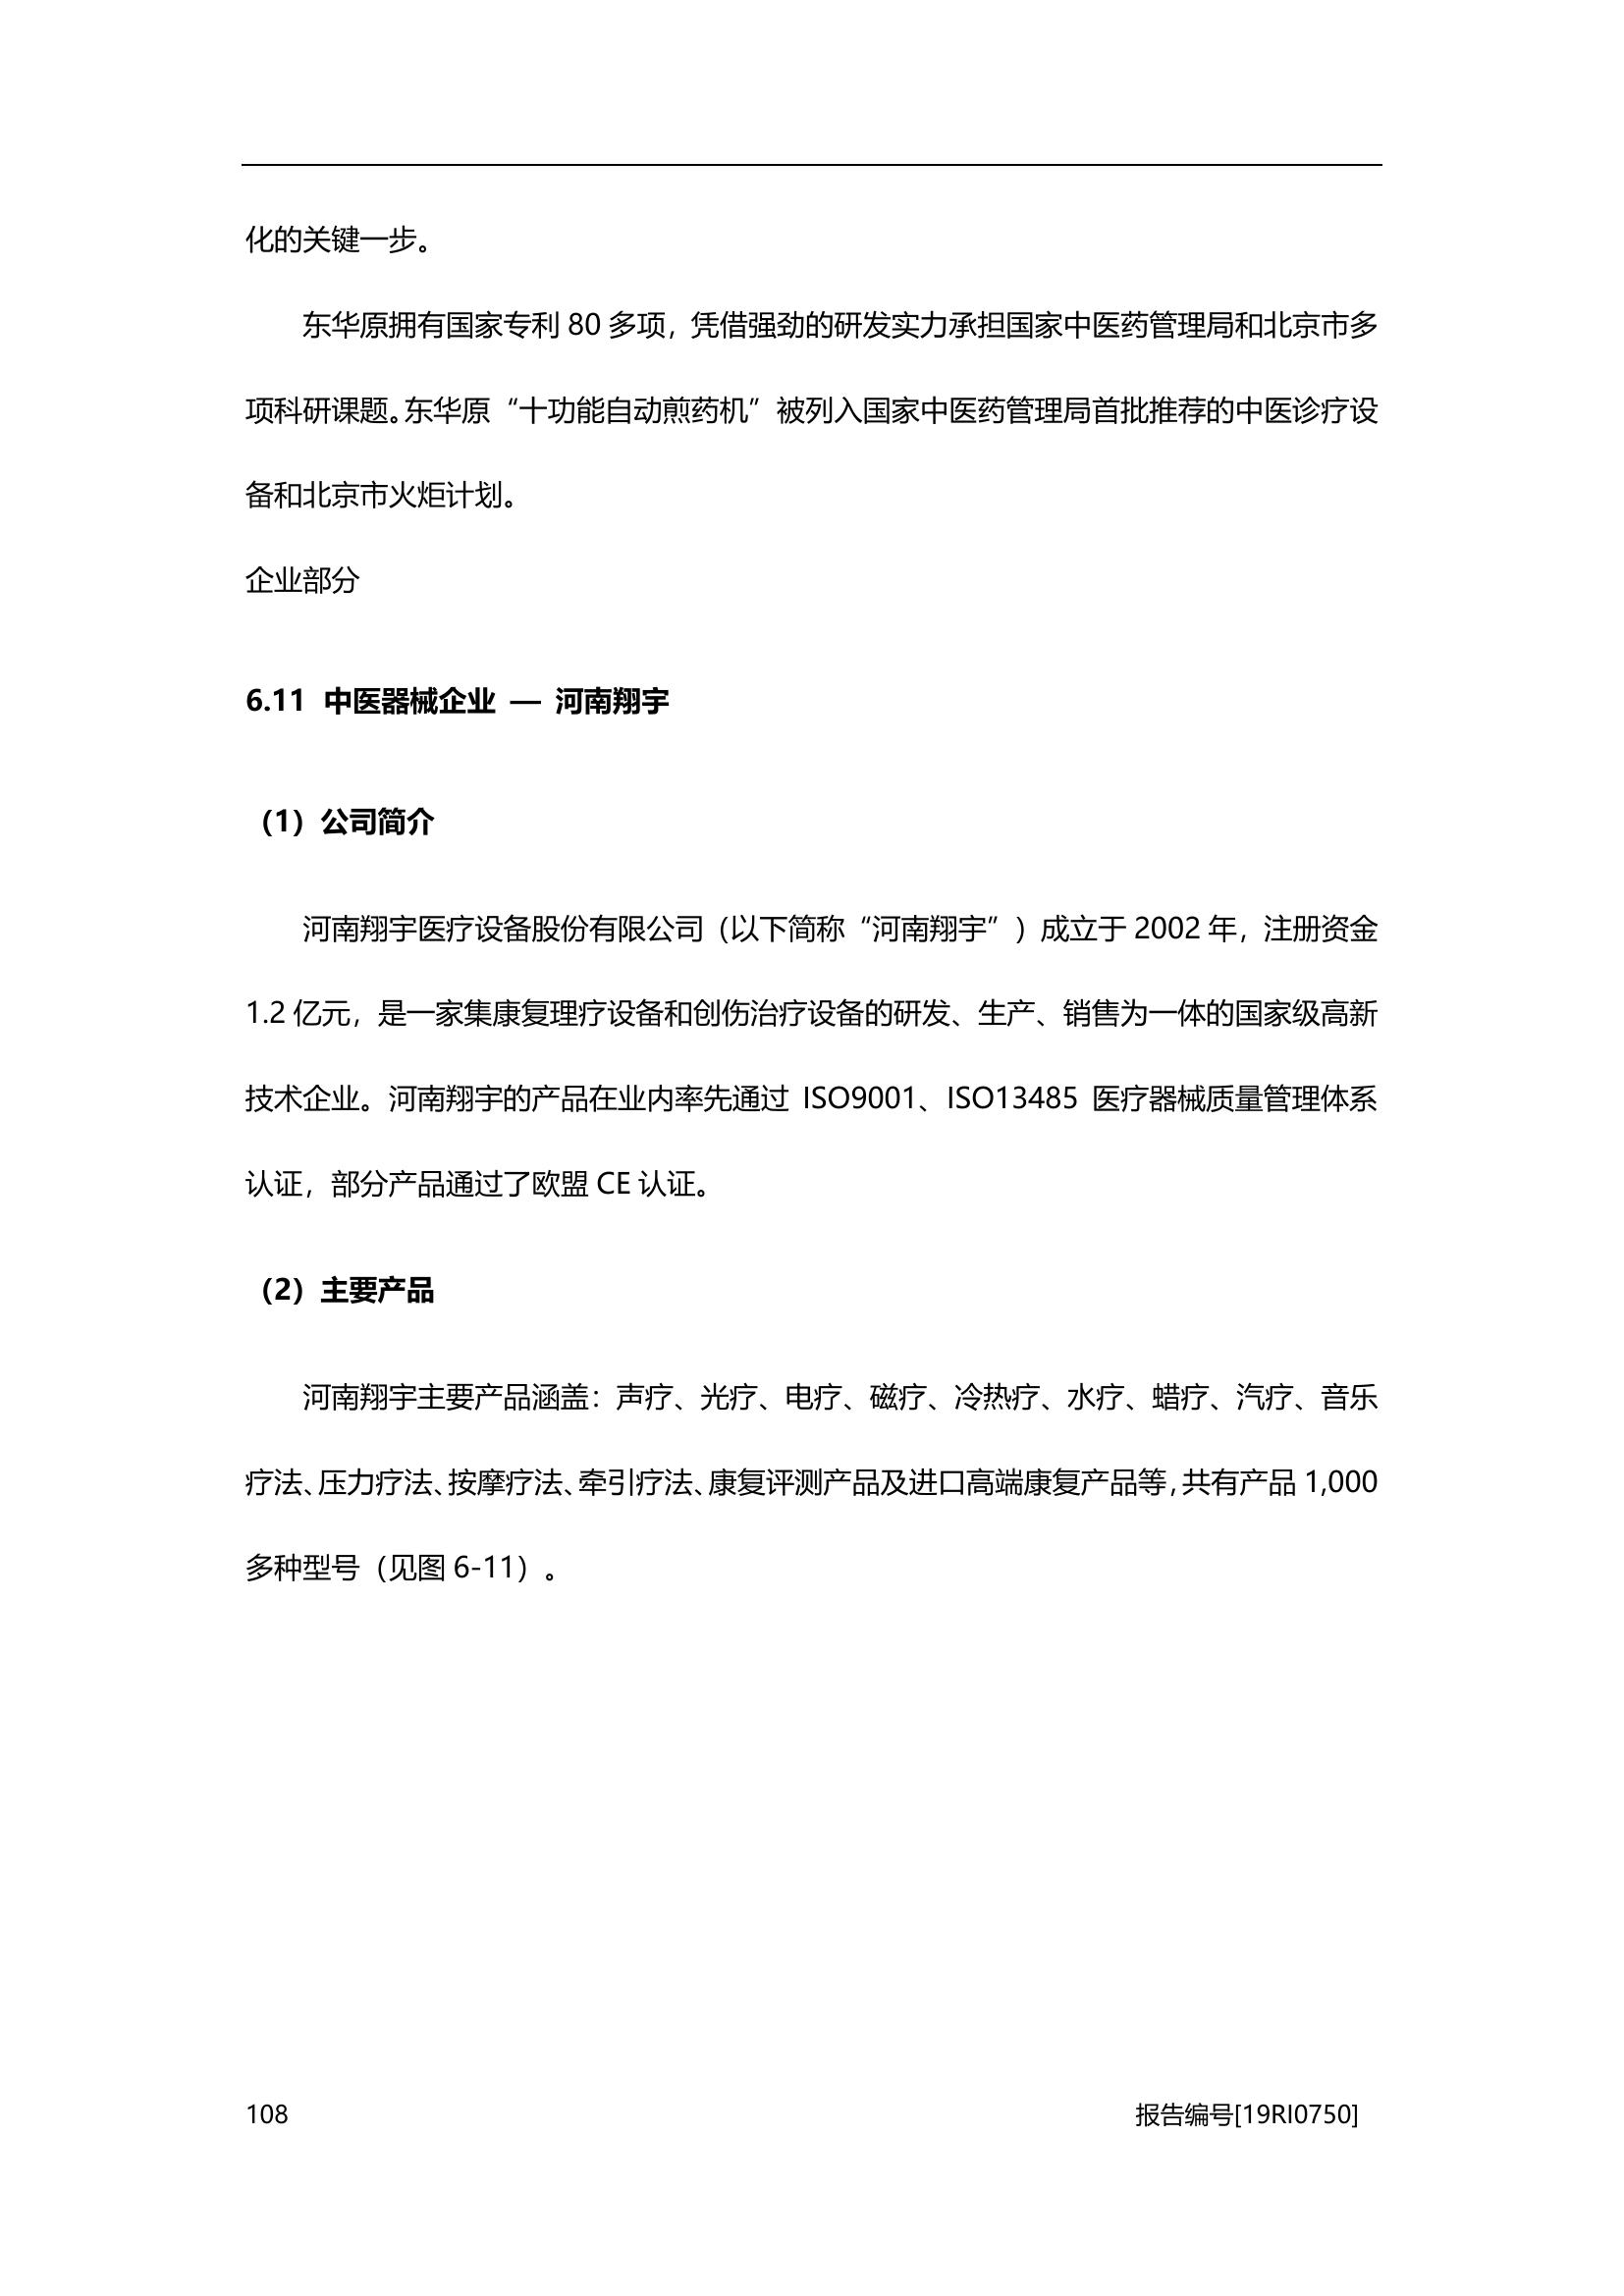 化的关键一步。
东华原拥有国家专利 80 多项，凭借强劲的研发实力承担国家中医药管理局和北京市多
项科研课题。东华原“十功能自动煎药机”被列入国家中医药管理局首批推荐的中医诊疗设
备和北京市火炬计划。
企业部分
6.11 中医器械企业 — 河南翔宇
（1）公司简介
河南翔宇医疗设备股份有限公司（以下简称“河南翔宇”）成立于 2002 年，注册资金
1.2 亿元，是一家集康复理疗设备和创伤治疗设备的研发、生产、销售为一体的国家级高新
技术企业。河南翔宇的产品在业内率先通过 ISO9001、ISO13485 医疗器械质量管理体系
认证，部分产品通过了欧盟 CE 认证。
（2）主要产品
河南翔宇主要产品涵盖：声疗、光疗、电疗、磁疗、冷热疗、水疗、蜡疗、汽疗、音乐
疗法、压力疗法、按摩疗法、牵引疗法、康复评测产品及进口高端康复产品等，共有产品 1,000
多种型号（见图 6-11）。
108 报告编号[19RI0750]